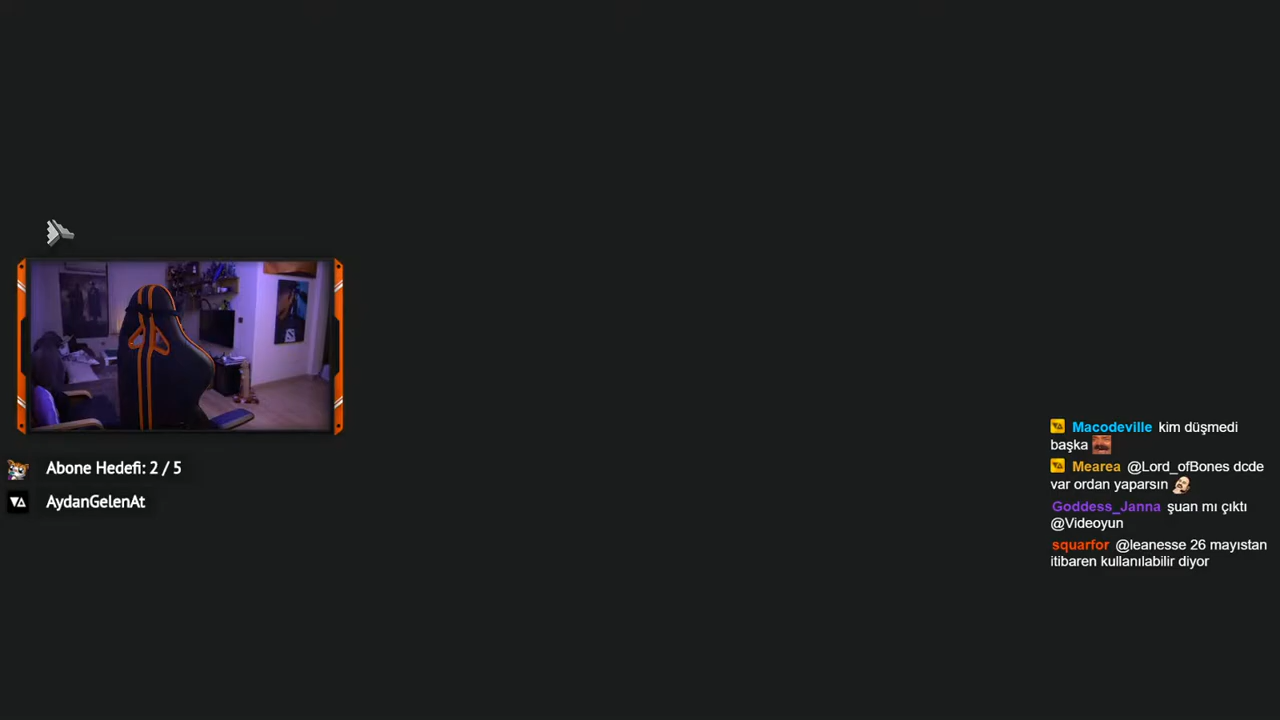 Abone Hedefi: 2 / 5
AydanGelenAt
Macodeville kim düşmedi
başka
Mearea @Lord_ofBones dcde
var ordan yaparsın
Goddess_Janna şuan mı çıktı
@Videoyun
squarfor @leanesse 26 mayıstan
itibaren kullanılabilir diyor